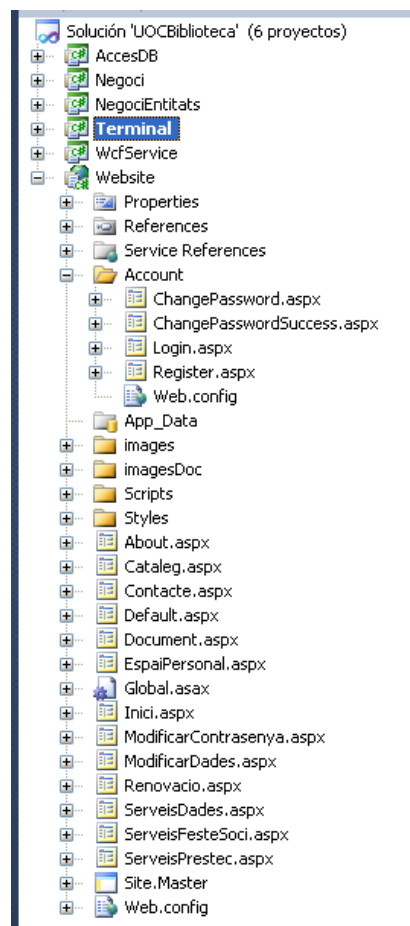 Solución 'UOCBiblioteca' (6 proyectos)
AccesDB
Negoci
NegociEntitats
Terminal
WcfService
Website
Properties
References
Service References
Account
ChangePassword.aspx
ChangePasswordSuccess.aspx
Login.aspx
Register.aspx
Web.config
App_Data
images
imagesDoc
Scripts
Styles
About.aspx
Cataleg.aspx
Contacte.aspx
Default.aspx
Document.aspx
EspaiPersonal.aspx
Global.asax
Inici.aspx
ModificarContrasenya.aspx
ModificarDades.aspx
Renovacio.aspx
ServeisDades.aspx
ServeisFesteSoci.aspx
ServeisPrestec.aspx
Site.Master
Web.config